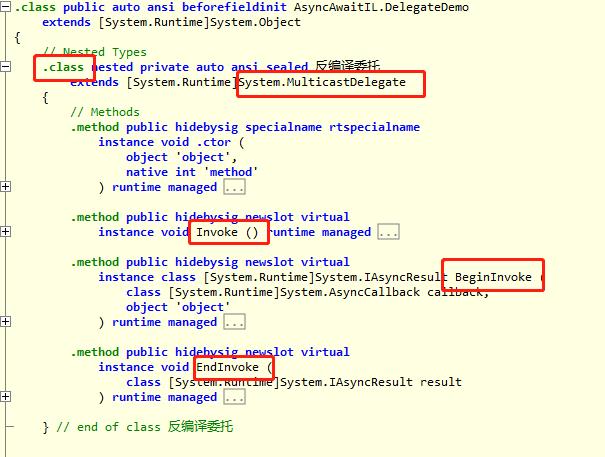 .class public auto ansi beforefieldinit AsyncAwaitIL.DelegateDemo
extends [System.Runtime]System.Object
{
// Nested Types
.class nested private auto ansi sealed 反编译委托
extends [System.Runtime]System.MulticastDelegate
{
// Methods
.method public hidebysig specialname rtspecialname
instance void .ctor (
object 'object',
native int 'method'
) runtime managed ...
.method public hidebysig newslot virtual
instance void Invoke () runtime managed ...
.method public hidebysig newslot virtual
instance class [System.Runtime]System.IAsyncResult BeginInvoke (
class [System.Runtime]System.AsyncCallback callback,
object 'object'
) runtime managed ...
.method public hidebysig newslot virtual
instance void EndInvoke (
class [System.Runtime]System.IAsyncResult result
) runtime managed ...
} // end of class 反编译委托